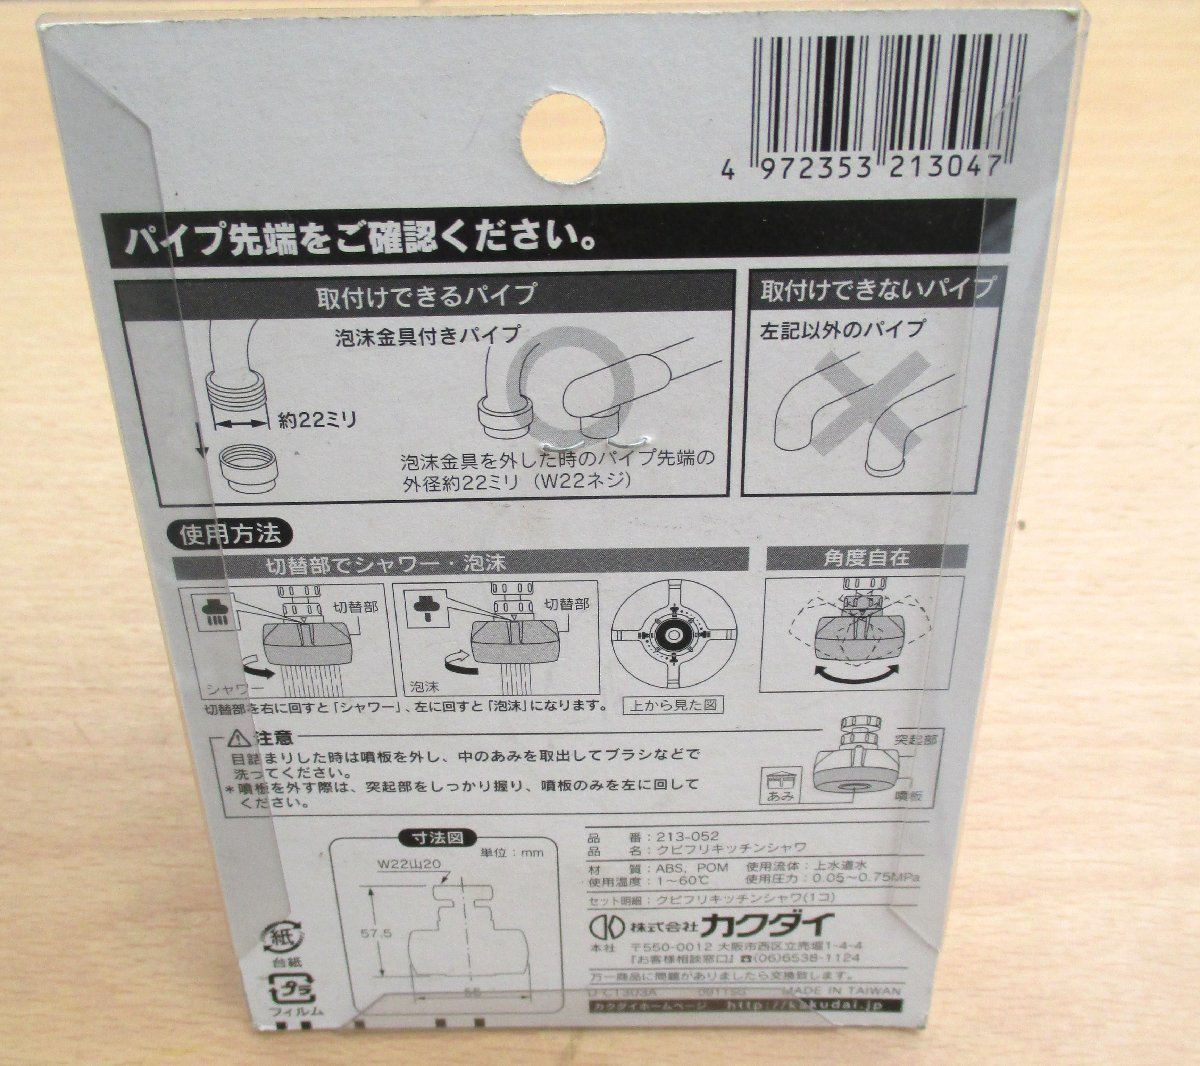 4 972353 213047
パイプ先端をご確認ください。
取付けできるパイプ
泡沫金具付きパイプ
約22ミリ
泡沫金具を外した時のパイプ先端の
外径約22ミリ（W22ネジ）
取付けできないパイプ
左記以外のパイプ
使用方法
切替部でシャワー・泡沫
切替部
シャワー
切替部
泡沫
上から見た図
切替部を右に回すと「シャワー」、左に回すと「泡沫」になります。
角度自在
注意
目詰まりした時は噴板を外し、中のあみを取出してブラシなどで
洗ってください。
＊噴板を外す際は、突起部をしっかり握り、噴板のみを左に回して
ください。
突起部
あみ
噴板
寸法図
単位：mm
W22山20
57.5
55
品　番：213-052
品　名：クビフリキッチンシャワ
材　質：ABS、POM　使用流体：上水道水
使用温度：1〜60℃　使用圧力：0.05〜0.75MPa
セット明細：クビフリキッチンシャワ(1コ)
株式会社カクダイ
本社　〒550-0012 大阪市西区立売堀1-4-4
『お客様相談窓口』☎(06)6538-1124
万一商品に問題がありましたら交換致します。
MADE IN TAIWAN
カクダイホームページ　http://kakudai.jp
紙
台紙
プラ
フィルム